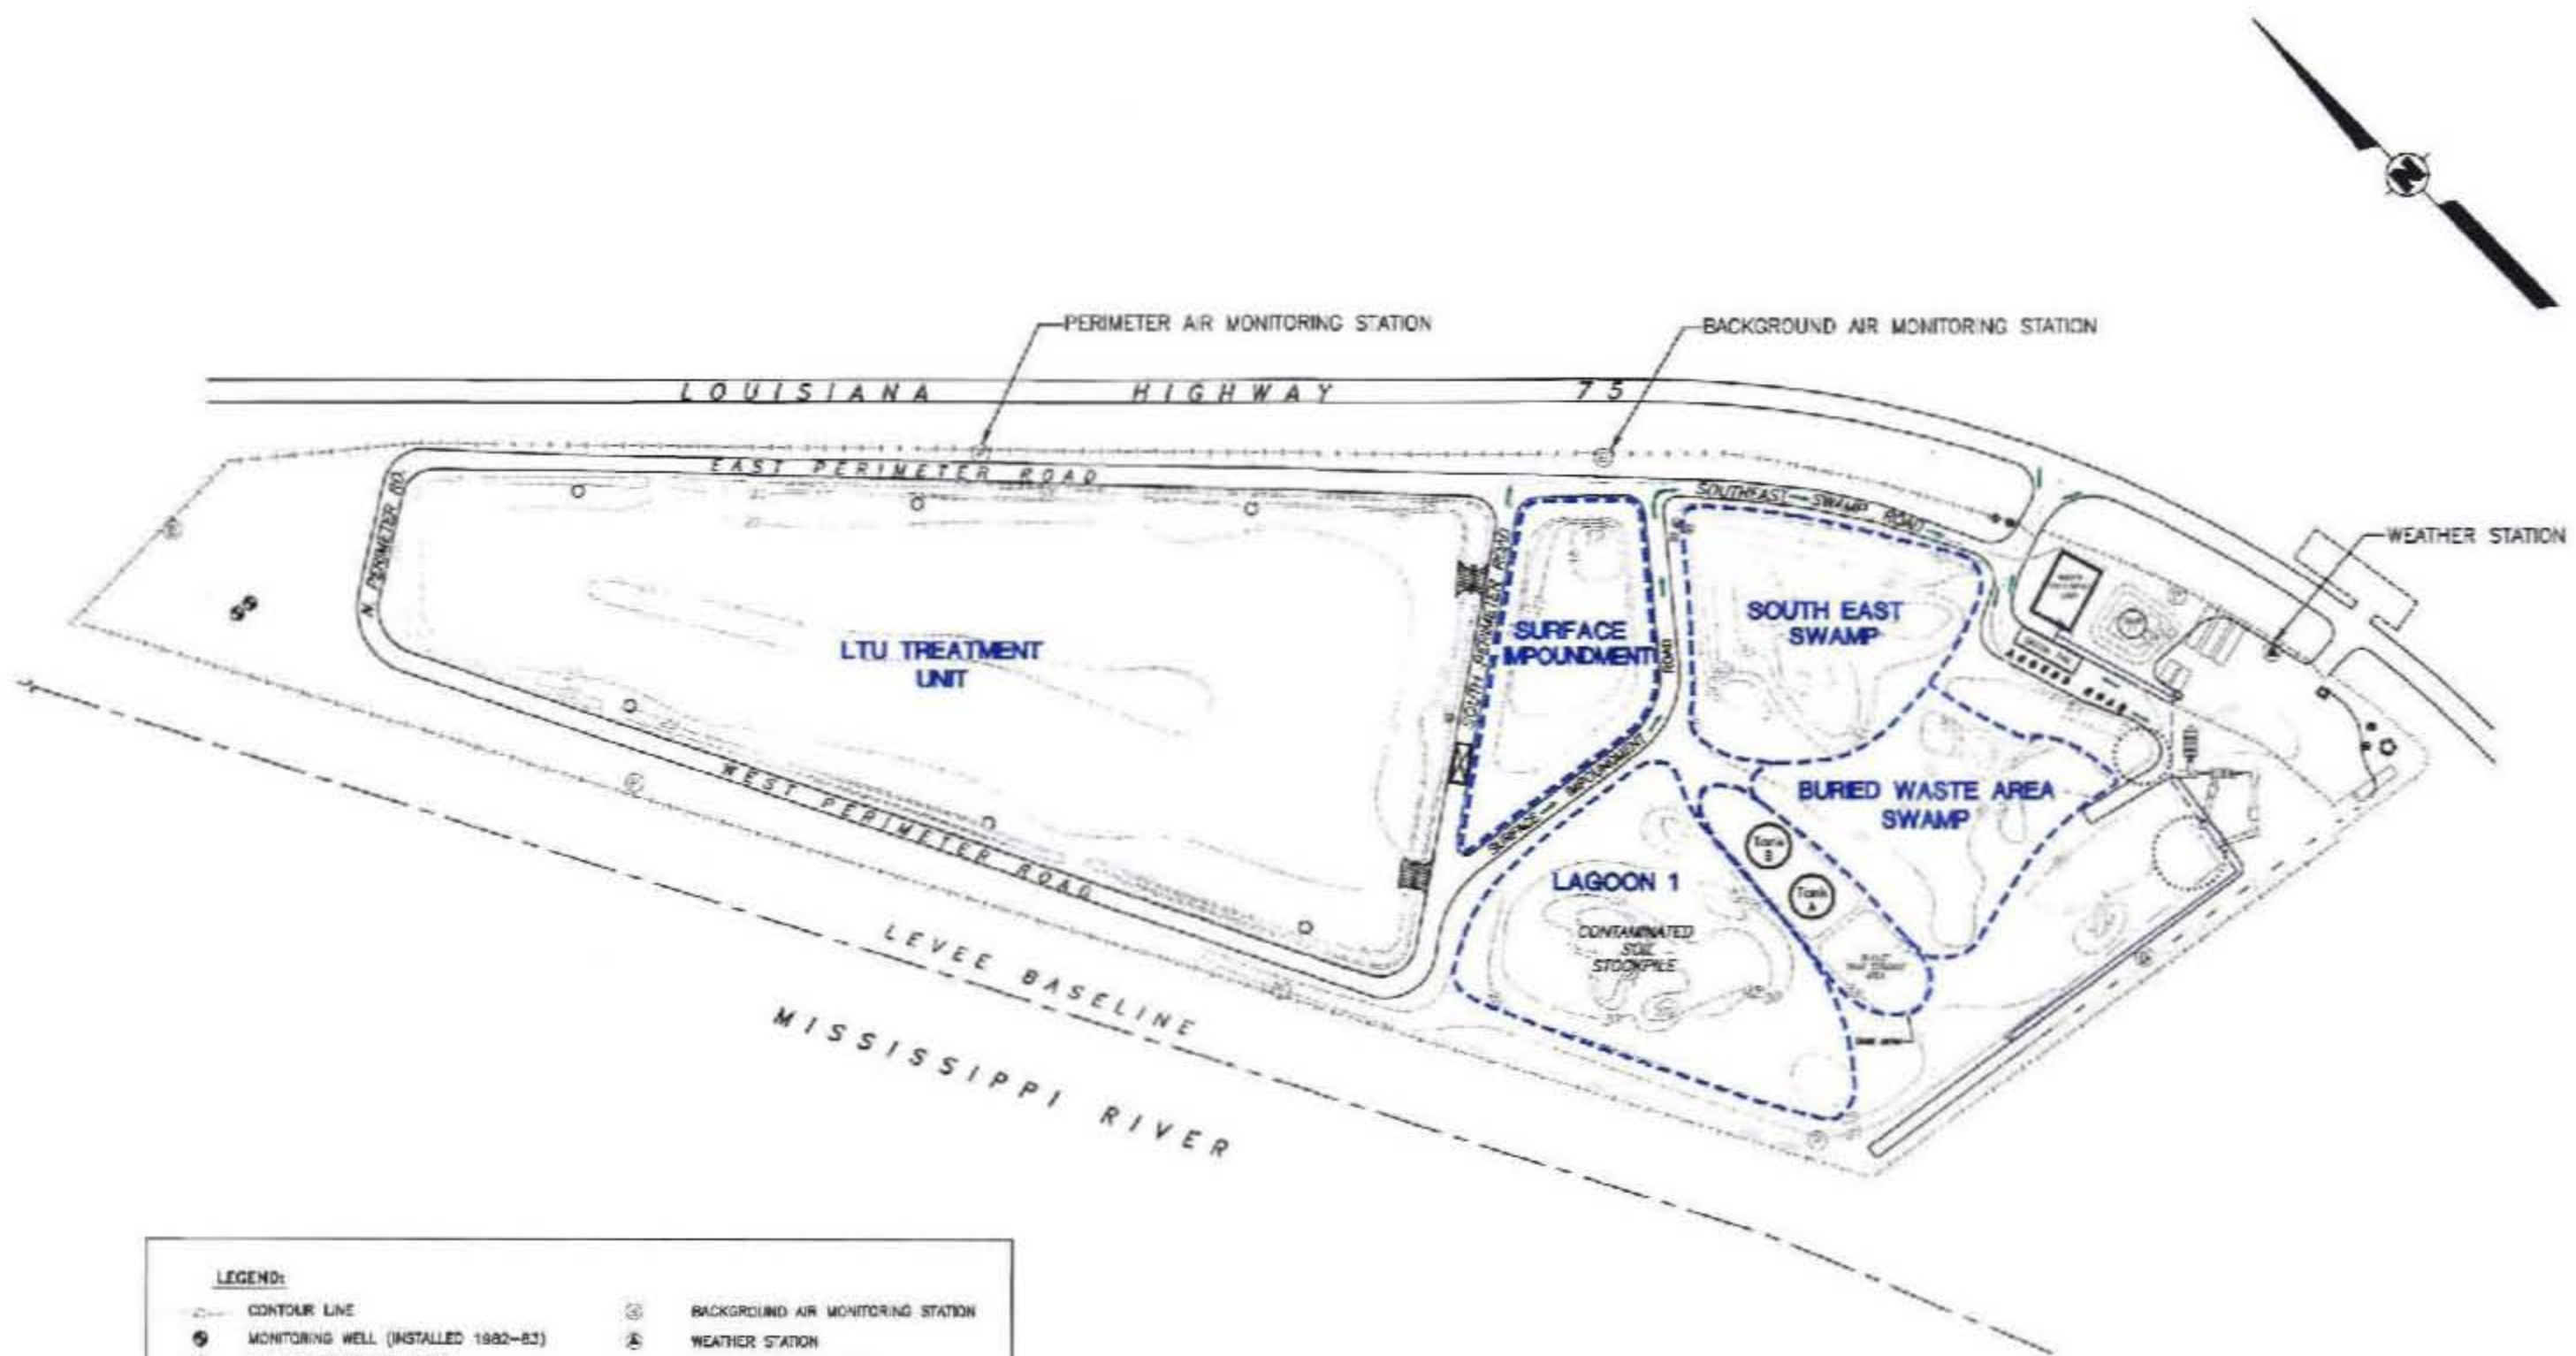 N
PERIMETER AIR MONITORING STATION
BACKGROUND AIR MONITORING STATION
LOUISIANA HIGHWAY 75
EAST PERIMETER ROAD
SOUTHEAST SWAMP ROAD
WEATHER STATION
N PERIMETER RD.
SOUTH PERIMETER ROAD
LTU TREATMENT
UNIT
SURFACE
IMPOUNDMENT
SURFACE IMPOUNDMENT ROAD
SOUTH EAST
SWAMP
BURIED WASTE AREA
SWAMP
WEST PERIMETER ROAD
Tank
B
Tank
A
LAGOON 1
CONTAMINATED
SOIL
STOCKPILE
LEVEE BASELINE
MISSISSIPPI RIVER
LEGEND:
CONTOUR LINE
MONITORING WELL (INSTALLED 1982-83)
BACKGROUND AIR MONITORING STATION
WEATHER STATION